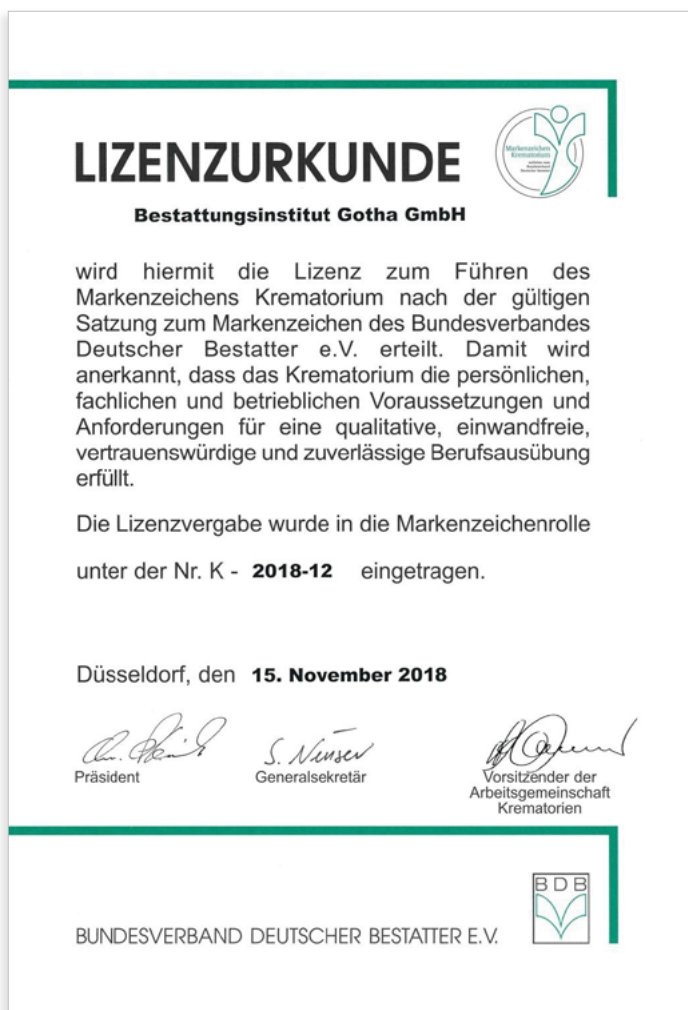 LIZENZURKUNDE
Markenzeichen
Krematorium
Bestattungsinstitut Gotha GmbH
wird hiermit die Lizenz zum Führen des
Markenzeichens Krematorium nach der gültigen
Satzung zum Markenzeichen des Bundesverbandes
Deutscher Bestatter e.V. erteilt. Damit wird
anerkannt, dass das Krematorium die persönlichen,
fachlichen und betrieblichen Voraussetzungen und
Anforderungen für eine qualitative, einwandfreie,
vertrauenswürdige und zuverlässige Berufsausübung
erfüllt.
Die Lizenzvergabe wurde in die Markenzeichenrolle
unter der Nr. K - 2018-12 eingetragen.
Düsseldorf, den 15. November 2018
Präsident
Generalsekretär
Vorsitzender der
Arbeitsgemeinschaft
Krematorien
BDB
BUNDESVERBAND DEUTSCHER BESTATTER E.V.